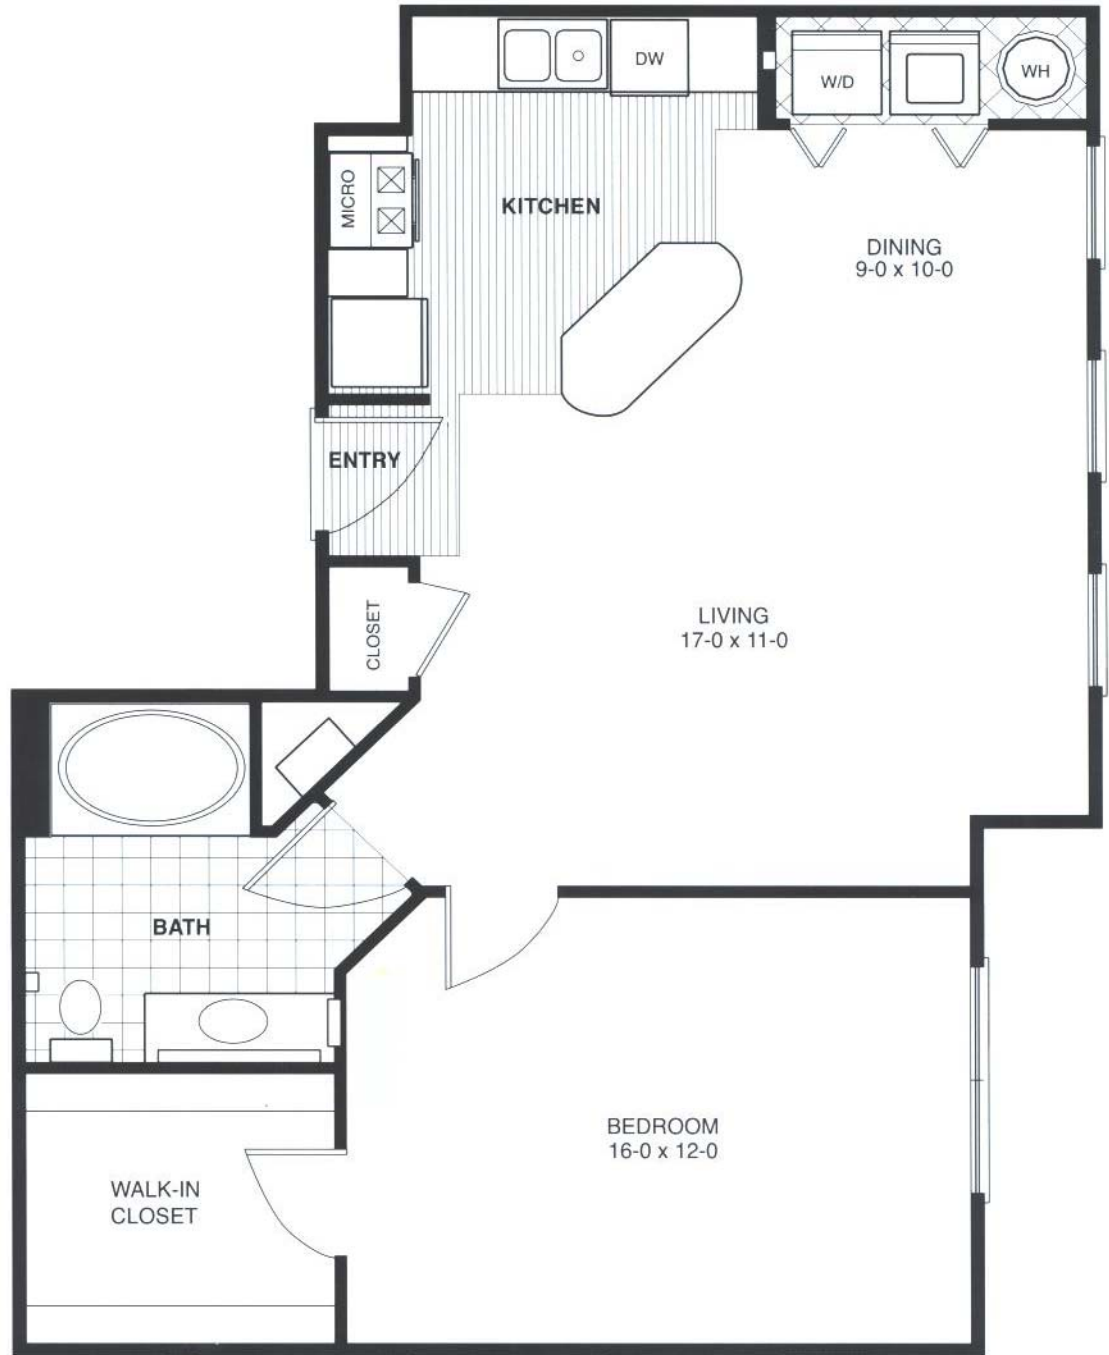 DW
W/D
WH
MICRO
KITCHEN
DINING
9-0 x 10-0
ENTRY
CLOSET
LIVING
17-0 x 11-0
BATH
BEDROOM
16-0 x 12-0
WALK-IN
CLOSET